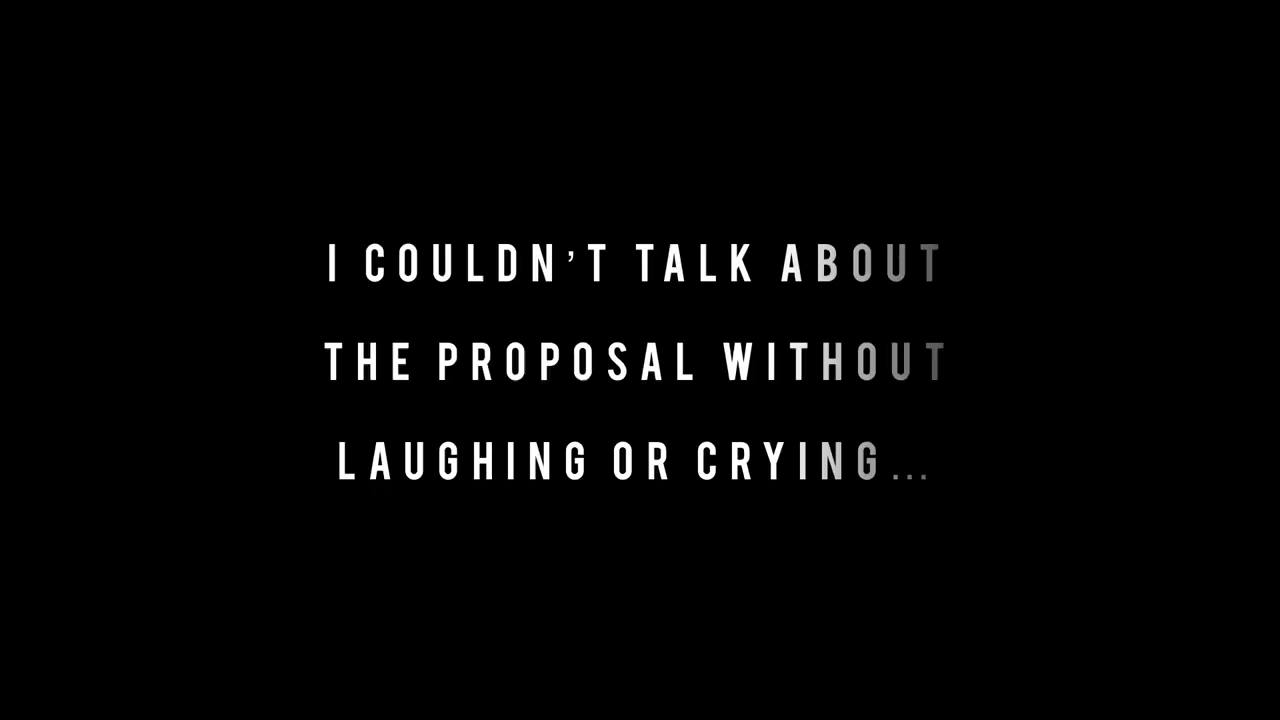 I COULDN'T TALK ABOUT
THE PROPOSAL WITHOUT
LAUGHING OR CRYING...